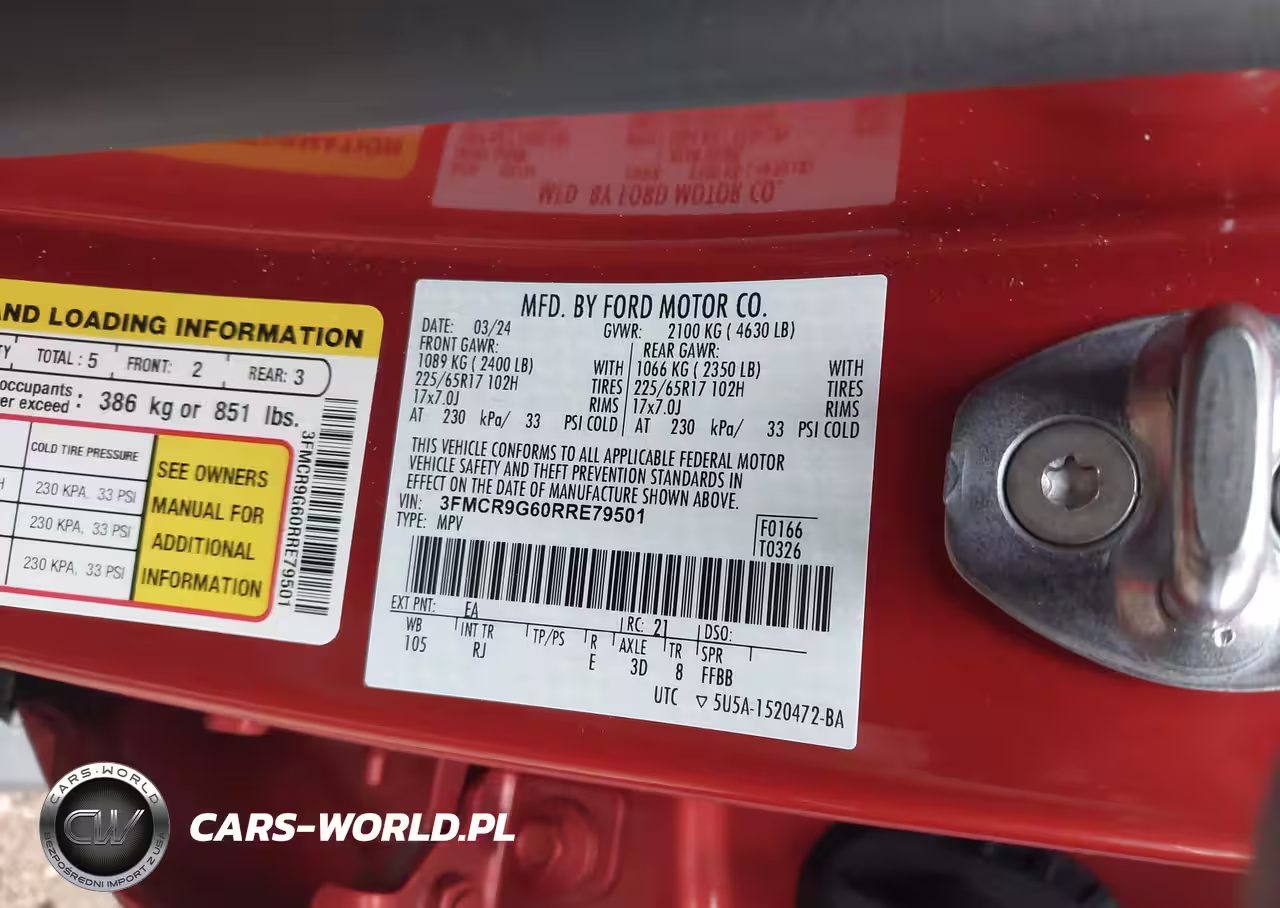 AND LOADING INFORMATION
TOTAL : 5 FRONT: 2 REAR: 3
occupants
er exceed : 386 kg or 851 lbs.
COLD TIRE PRESSURE
230 KPA, 33 PSI
230 KPA, 33 PSI
230 KPA, 33 PSI
SEE OWNERS
MANUAL FOR
ADDITIONAL
INFORMATION
3FMCR9G60RRE79501
MFD. BY FORD MOTOR CO.
DATE: 03/24 GVWR: 2100 KG ( 4630 LB)
FRONT GAWR: REAR GAWR:
1089 KG ( 2400 LB) WITH 1066 KG ( 2350 LB) WITH
225/65R17 102H TIRES 225/65R17 102H TIRES
17x7.0J RIMS 17x7.0J RIMS
AT 230 kPa/ 33 PSI COLD AT 230 kPa/ 33 PSI COLD
THIS VEHICLE CONFORMS TO ALL APPLICABLE FEDERAL MOTOR
VEHICLE SAFETY AND THEFT PREVENTION STANDARDS IN
EFFECT ON THE DATE OF MANUFACTURE SHOWN ABOVE.
VIN: 3FMCR9G60RRE79501
TYPE: MPV
F0166
T0326
EXT PNT: EA RC: 21 DSO:
WB INT TR TP/PS R AXLE TR SPR
105 RJ E 3D 8 FFBB
UTC ▽ 5U5A-1520472-BA
MFD. BY FORD MOTOR CO.
CARS-WORLD
CW
BEZPOŚREDNI IMPORT Z USA
CARS-WORLD.PL